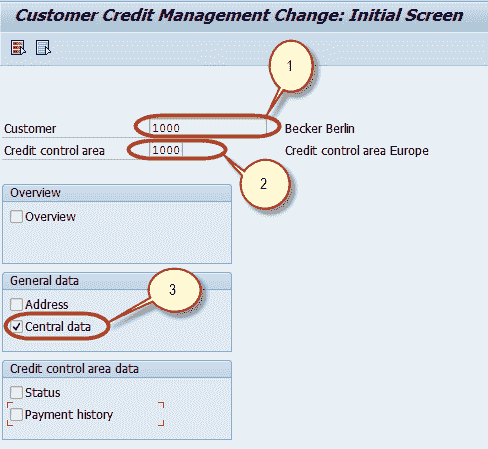 Customer Credit Management Change: Initial Screen
1
Customer 1000 Becker Berlin
Credit control area 1000 Credit control area Europe
2
Overview
Overview
General data
3
Address
Central data
Credit control area data
Status
Payment history